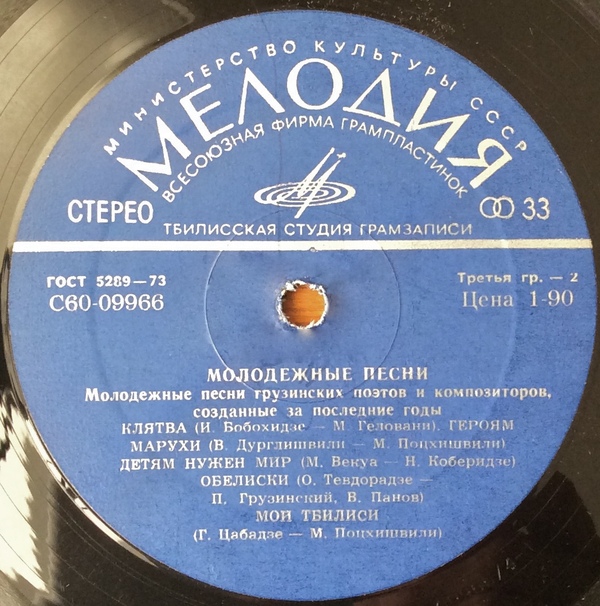 МИНИСТЕРСТВО КУЛЬТУРЫ СССР
МЕЛОДИЯ
ВСЕСОЮЗНАЯ ФИРМА ГРАМПЛАСТИНОК
СТЕРЕО
33
ТБИЛИССКАЯ СТУДИЯ ГРАМЗАПИСИ
ГОСТ 5289—73
Третья гр. — 2
С60-09966
Цена 1-90
МОЛОДЕЖНЫЕ ПЕСНИ
Молодежные песни грузинских поэтов и композиторов,
созданные за последние годы
КЛЯТВА (И. Бобохидзе — М. Геловани), ГЕРОЯМ
МАРУХИ (В. Дурглишвили — М. Поцхишвили)
ДЕТЯМ НУЖЕН МИР (М. Векуа — Н. Коберидзе)
ОБЕЛИСКИ (О. Тевдорадзе —
П. Грузинский, В. Панов)
МОЙ ТБИЛИСИ
(Г. Цабадзе — М. Поцхишвили)